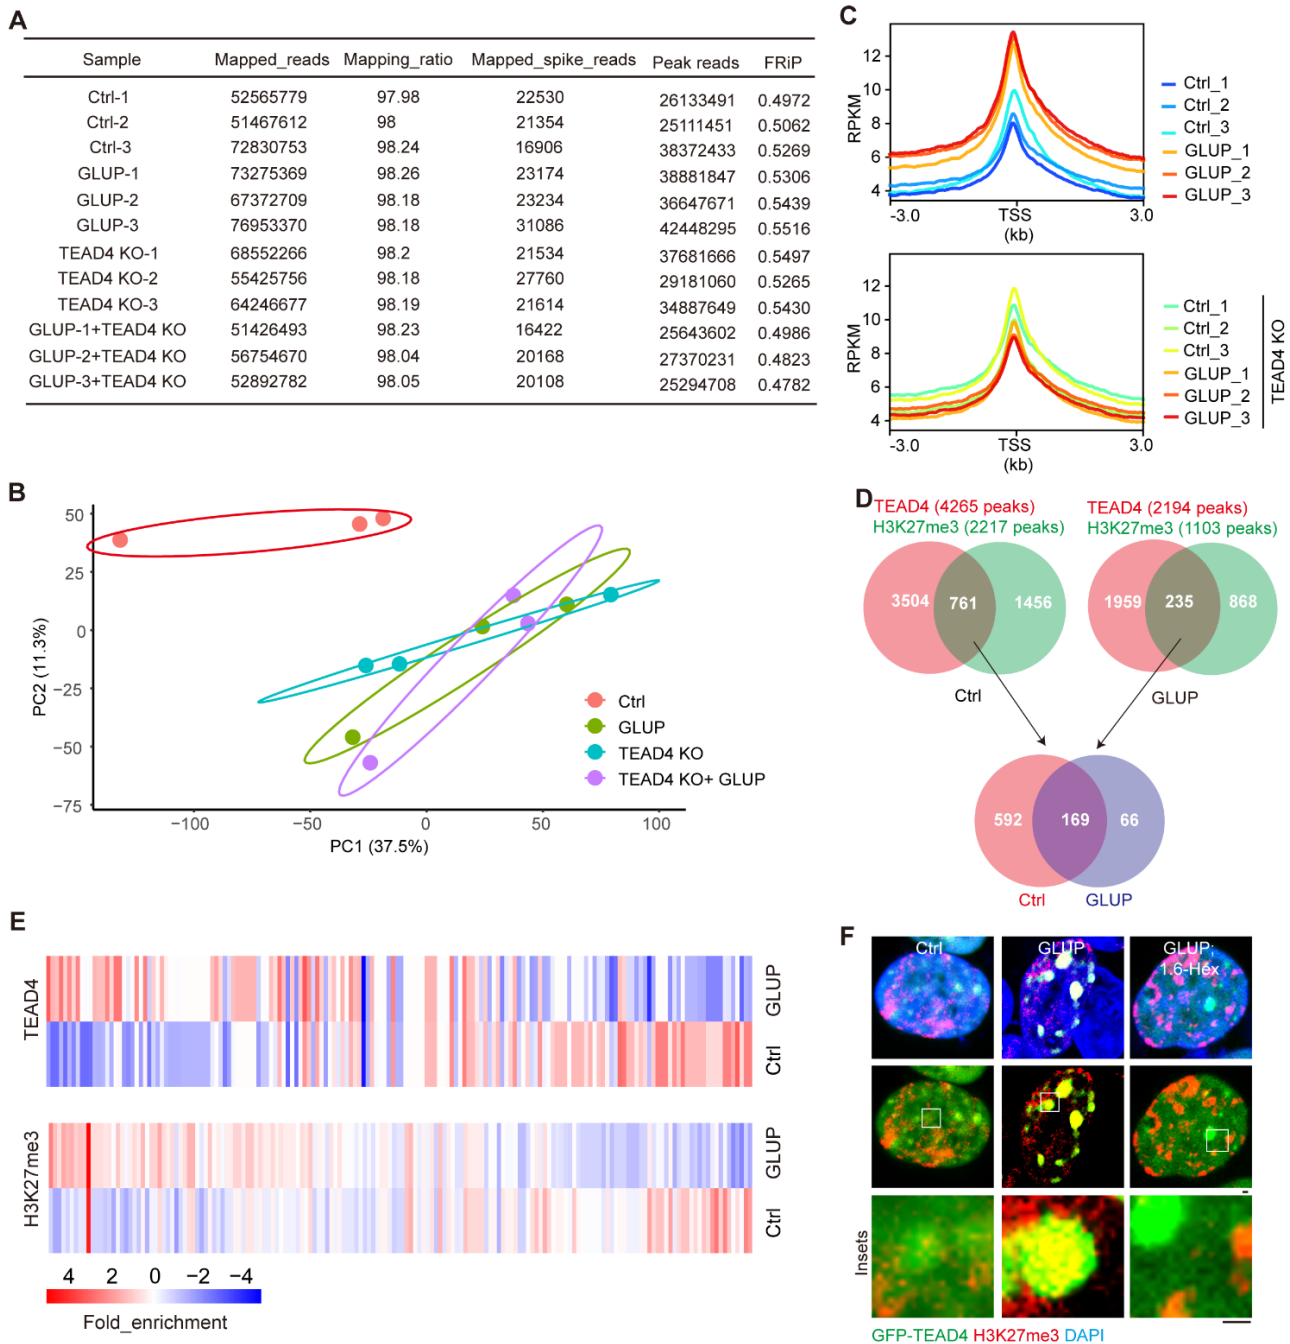 A
Sample Mapped_reads Mapping_ratio Mapped_spike_reads Peak reads FRiP
Ctrl-1 52565779 97.98 22530 26133491 0.4972
Ctrl-2 51467612 98 21354 25111451 0.5062
Ctrl-3 72830753 98.24 16906 38372433 0.5269
GLUP-1 73275369 98.26 23174 38881847 0.5306
GLUP-2 67372709 98.18 23234 36647671 0.5439
GLUP-3 76953370 98.18 31086 42448295 0.5516
TEAD4 KO-1 68552266 98.2 21534 37681666 0.5497
TEAD4 KO-2 55425756 98.18 27760 29181060 0.5265
TEAD4 KO-3 64246677 98.19 21614 34887649 0.5430
GLUP-1+TEAD4 KO 51426493 98.23 16422 25643602 0.4986
GLUP-2+TEAD4 KO 56754670 98.04 20168 27370231 0.4823
GLUP-3+TEAD4 KO 52892782 98.05 20108 25294708 0.4782
B
50
25
0
−25
−50
−75
PC2 (11.3%)
−100 −50 0 50 100
PC1 (37.5%)
Ctrl
GLUP
TEAD4 KO
TEAD4 KO+ GLUP
C
12
10
8
6
4
RPKM
-3.0 TSS 3.0
(kb)
Ctrl_1
Ctrl_2
Ctrl_3
GLUP_1
GLUP_2
GLUP_3
12
10
8
6
4
RPKM
-3.0 TSS 3.0
(kb)
Ctrl_1
Ctrl_2
Ctrl_3
GLUP_1
GLUP_2
GLUP_3
TEAD4 KO
D
TEAD4 (4265 peaks)
H3K27me3 (2217 peaks)
3504 761 1456
Ctrl
TEAD4 (2194 peaks)
H3K27me3 (1103 peaks)
1959 235 868
GLUP
592 169 66
Ctrl GLUP
E
TEAD4
GLUP
Ctrl
H3K27me3
GLUP
Ctrl
4 2 0 −2 −4
Fold_enrichment
F
Ctrl
GLUP
GLUP;
1.6-Hex
Insets
GFP-TEAD4 H3K27me3 DAPI